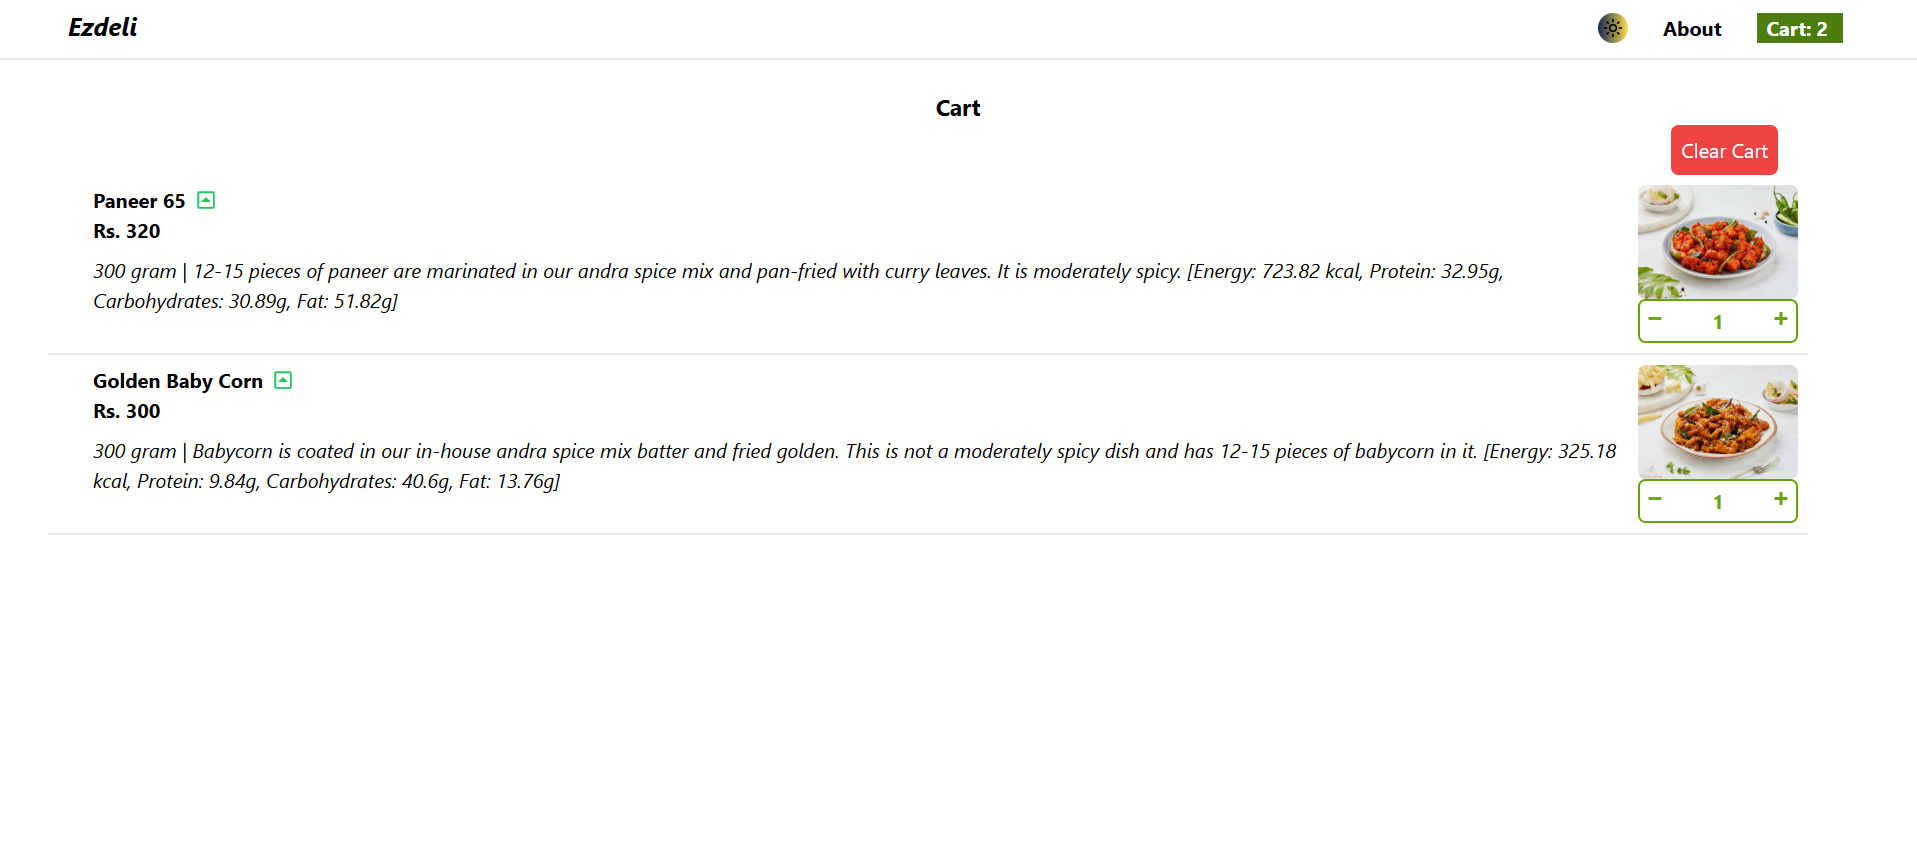 Ezdeli
About
Cart: 2
Cart
Clear Cart
Paneer 65
Rs. 320
300 gram | 12-15 pieces of paneer are marinated in our andra spice mix and pan-fried with curry leaves. It is moderately spicy. [Energy: 723.82 kcal, Protein: 32.95g,
Carbohydrates: 30.89g, Fat: 51.82g]
− 1 +
Golden Baby Corn
Rs. 300
300 gram | Babycorn is coated in our in-house andra spice mix batter and fried golden. This is not a moderately spicy dish and has 12-15 pieces of babycorn in it. [Energy: 325.18
kcal, Protein: 9.84g, Carbohydrates: 40.6g, Fat: 13.76g]
− 1 +